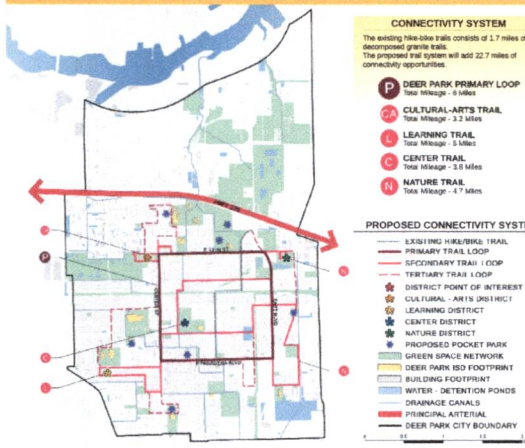 CONNECTIVITY SYSTEM
The existing hike-bike trails consists of 1.7 miles of
decomposed granite trails.
The proposed trail system will add 22.7 miles of
connectivity opportunities.
P DEER PARK PRIMARY LOOP
Total Mileage - 6 Miles
CA CULTURAL-ARTS TRAIL
Total Mileage - 3.2 Miles
L LEARNING TRAIL
Total Mileage - 5 Miles
C CENTER TRAIL
Total Mileage - 3.8 Miles
N NATURE TRAIL
Total Mileage - 4.7 Miles
PROPOSED CONNECTIVITY SYST
EXISTING HIKE/BIKE TRAIL
PRIMARY TRAIL LOOP
SECONDARY TRAIL LOOP
TERTIARY TRAIL LOOP
DISTRICT POINT OF INTEREST
CULTURAL - ARTS DISTRICT
LEARNING DISTRICT
CENTER DISTRICT
NATURE DISTRICT
PROPOSED POCKET PARK
GREEN SPACE NETWORK
DEER PARK ISD FOOTPRINT
BUILDING FOOTPRINT
WATER - DETENTION PONDS
DRAINAGE CANALS
PRINCIPAL ARTERIAL
DEER PARK CITY BOUNDARY
P
C
L
N
N